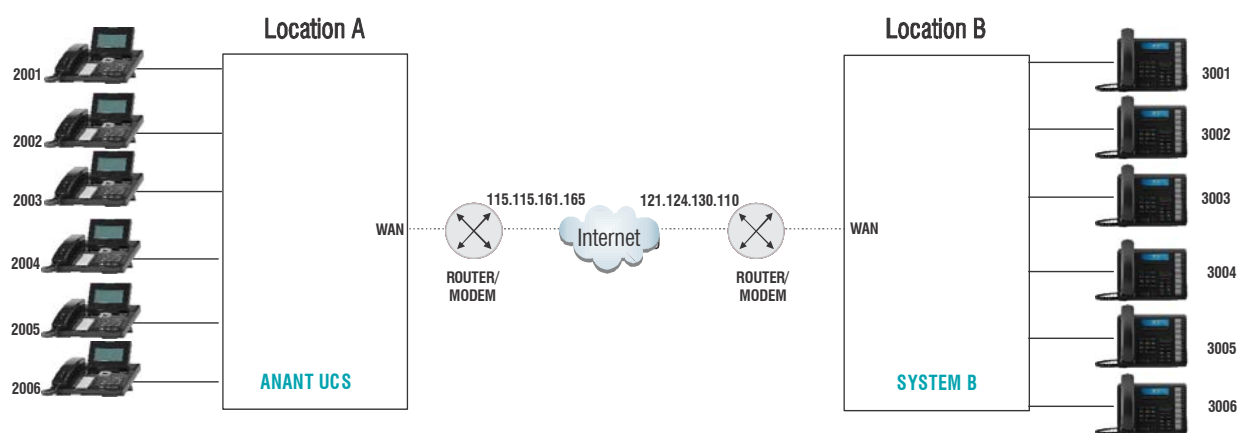 Location A
Location B
2001
2002
2003
2004
2005
2006
ANANT UCS
WAN
115.115.161.165
ROUTER/
MODEM
Internet
121.124.130.110
ROUTER/
MODEM
WAN
SYSTEM B
3001
3002
3003
3004
3005
3006